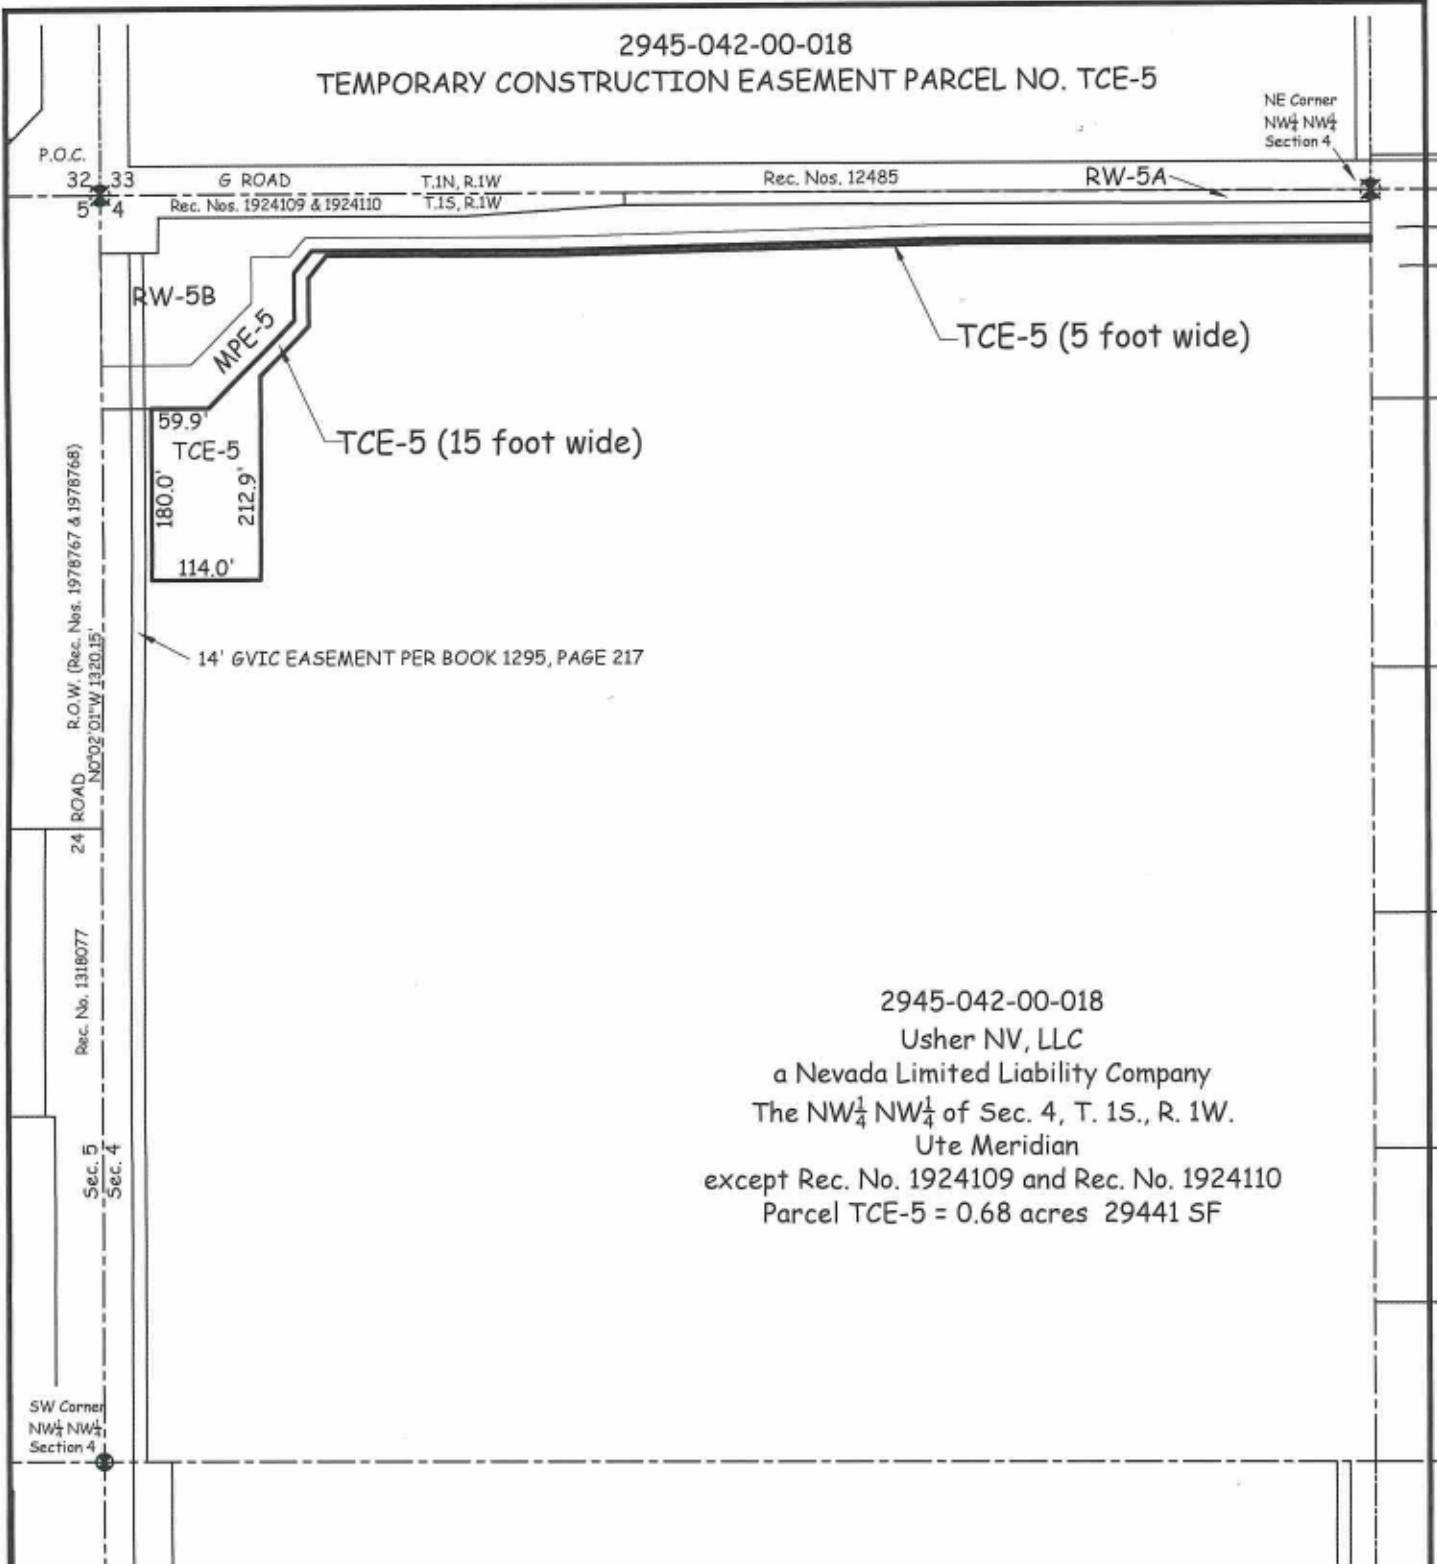 2945-042-00-018
TEMPORARY CONSTRUCTION EASEMENT PARCEL NO. TCE-5
NE Corner
NW¼ NW¼
Section 4
P.O.C.
32 33
5 4
G ROAD
T.1N, R.1W
Rec. Nos. 12485
RW-5A
Rec. Nos. 1924109 & 1924110
T.1S, R.1W
RW-5B
MPE-5
TCE-5 (5 foot wide)
TCE-5 (15 foot wide)
59.9'
TCE-5
180.0'
212.9'
114.0'
14' GVIC EASEMENT PER BOOK 1295, PAGE 217
24 ROAD R.O.W. (Rec. Nos. 1978767 & 1978768)
N0°02'01"W 1320.15'
Rec. No. 1318077
Sec. 5
Sec. 4
2945-042-00-018
Usher NV, LLC
a Nevada Limited Liability Company
The NW¼ NW¼ of Sec. 4, T. 1S., R. 1W.
Ute Meridian
except Rec. No. 1924109 and Rec. No. 1924110
Parcel TCE-5 = 0.68 acres 29441 SF
SW Corner
NW¼ NW¼
Section 4